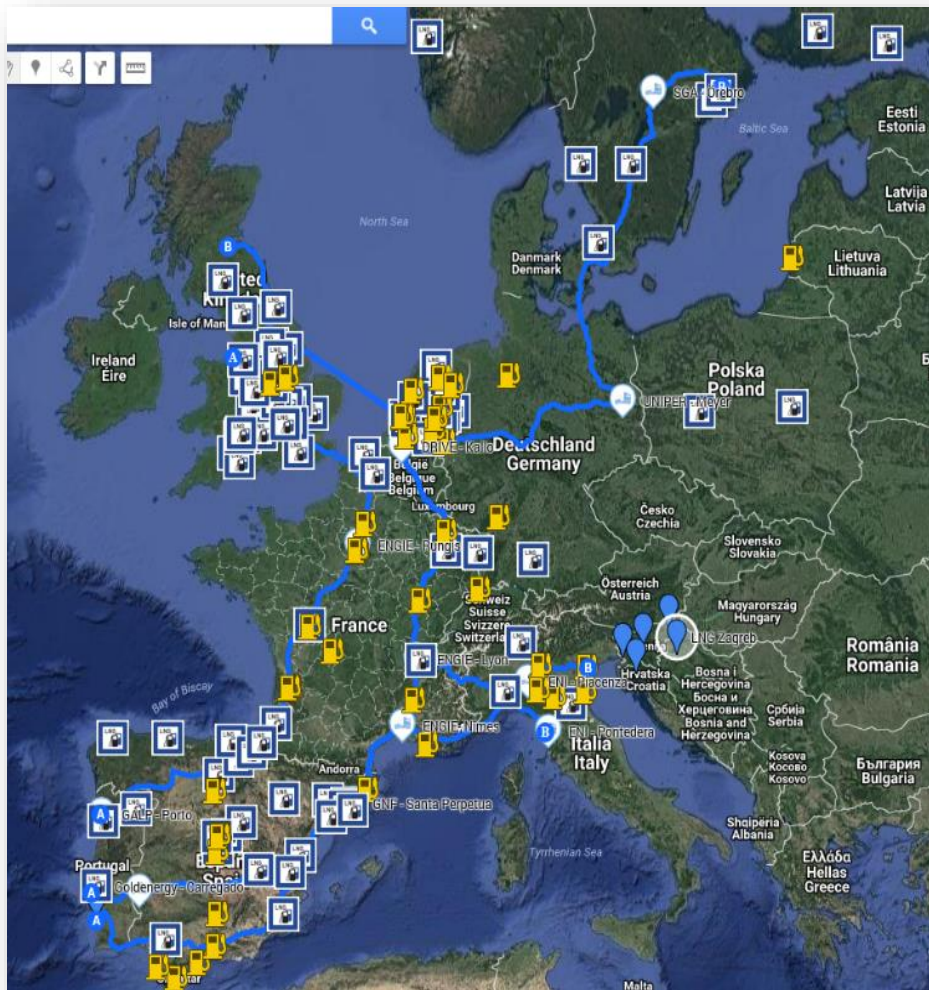 SGA - Orebro
Baltic Sea
Eesti
Estonia
Latvija
Latvia
North Sea
Danmark
Denmark
Lietuva
Lithuania
B
Isle of Man
Ireland
Éire
A
Polska
Poland
UNIPER - Meyer
DRIVE - Kallo
Deutschland
Germany
België
Belgique
Belgium
Luxembourg
Česko
Czechia
Slovensko
Slovakia
ENGIE - Rungis
Österreich
Austria
Magyarország
Hungary
Schweiz
Suisse
Svizzera
Switzerland
France
LNG Zagreb
România
Romania
ENGIE - Lyon
B
Hrvatska
Croatia
ENI - Piacenza
Bosna i
Herzegovina
Босна и
Херцеговина
Bosnia and
Herzegovina
Србија
Serbia
Bay of Biscay
ENGIE - Nimes
B
ENI - Pontedera
Italia
Italy
Kosova
Kosovo
Косово
България
Bulgaria
Andorra
GNF - Santa Perpetua
A
GALP - Porto
Shqipëria
Albania
Tyrrhenian Sea
Ελλάδα
Hellas
Greece
Portugal
A
Goldenergy - Carregado
A
Malta